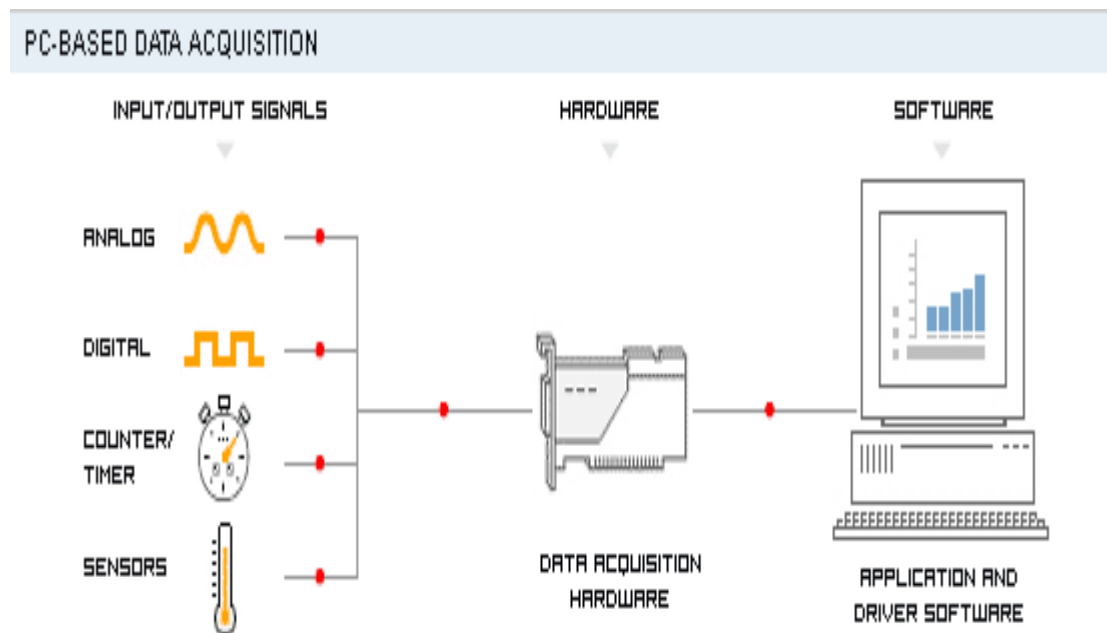 PC-BASED DATA ACQUISITION
INPUT/OUTPUT SIGNALS
HARDWARE
SOFTWARE
ANALOG
DIGITAL
COUNTER/
TIMER
SENSORS
DATA ACQUISITION
HARDWARE
APPLICATION AND
DRIVER SOFTWARE